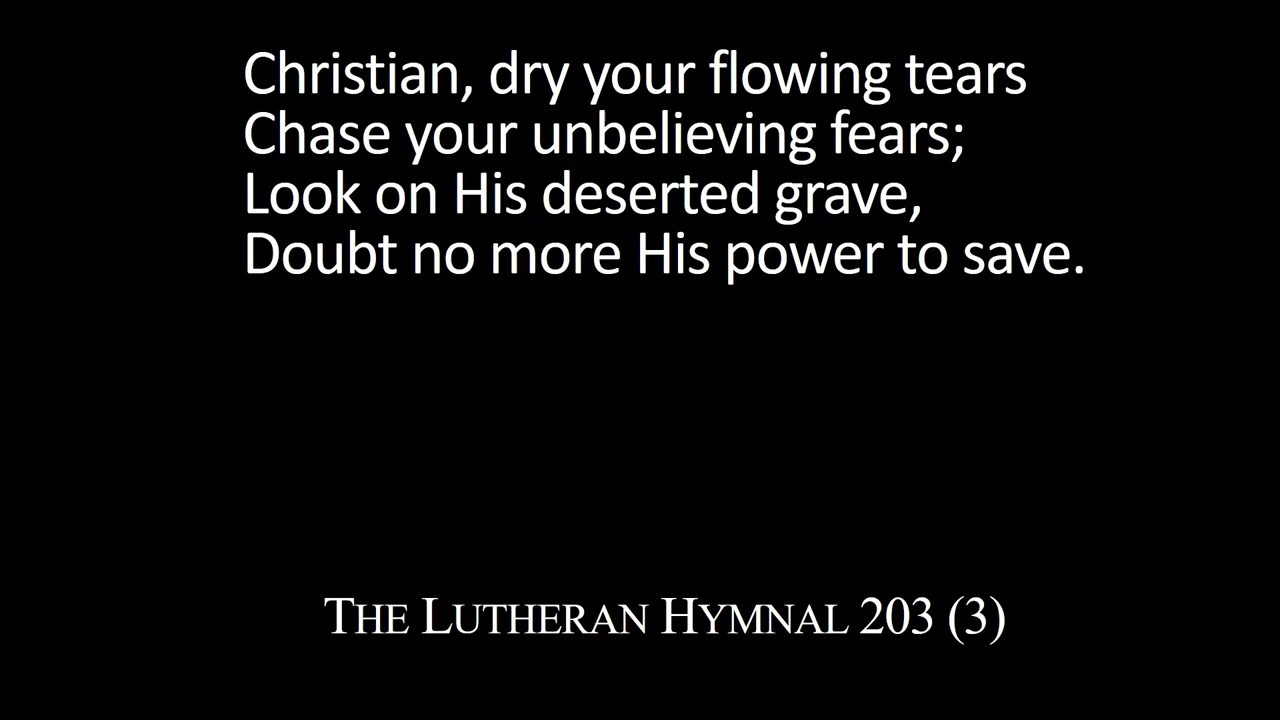 Christian, dry your flowing tears
Chase your unbelieving fears;
Look on His deserted grave,
Doubt no more His power to save.
THE LUTHERAN HYMNAL 203 (3)